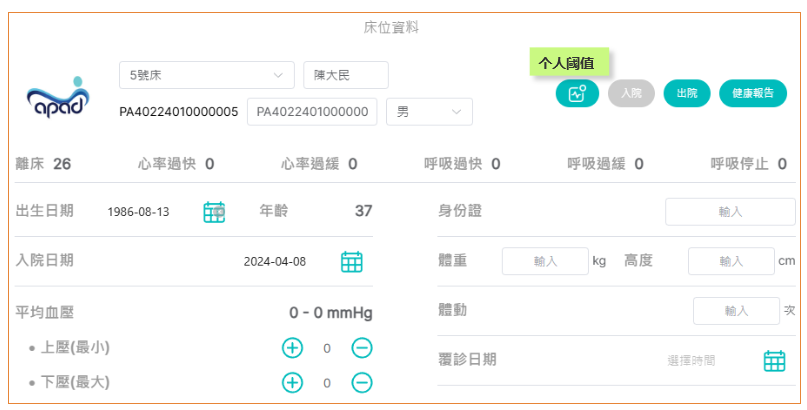 床位資料
5號床
陳大民
个人閾值
apad
入院
出院
健康報告
PA40224010000005
PA4022401000000
男
離床 26 心率過快 0 心率過緩 0 呼吸過快 0 呼吸過緩 0 呼吸停止 0
出生日期 1986-08-13 年齡 37 身份證 輸入
入院日期 2024-04-08 體重 輸入 kg 高度 輸入 cm
平均血壓 0 - 0 mmHg 體動 輸入 次
• 上壓(最小) 0
覆診日期 選擇時間
• 下壓(最大) 0